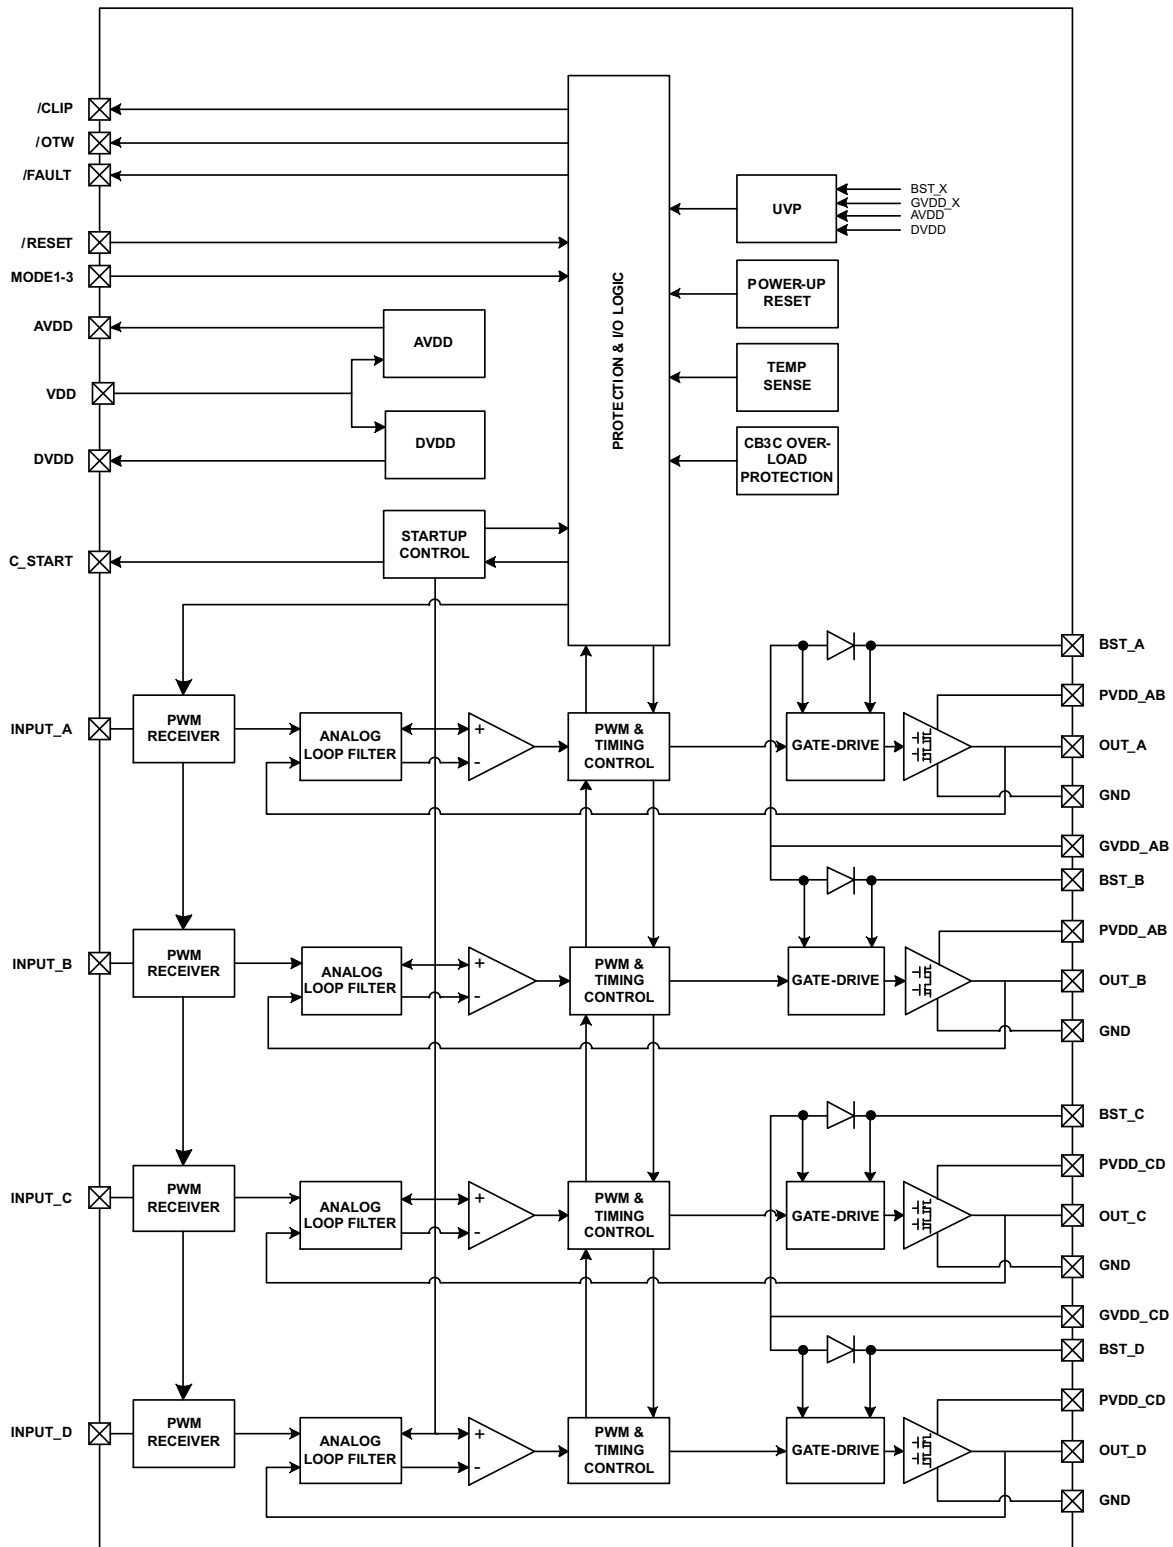 /CLIP
/OTW
/FAULT
/RESET
MODE1-3
AVDD
VDD
DVDD
C_START
AVDD
DVDD
STARTUP
CONTROL
PROTECTION & I/O LOGIC
UVP
BST_X
GVDD_X
AVDD
DVDD
POWER-UP
RESET
TEMP
SENSE
CB3C OVER-
LOAD
PROTECTION
INPUT_A
PWM
RECEIVER
ANALOG
LOOP FILTER
+
-
PWM &
TIMING
CONTROL
GATE-DRIVE
BST_A
PVDD_AB
OUT_A
GND
GVDD_AB
BST_B
INPUT_B
PWM
RECEIVER
ANALOG
LOOP FILTER
+
-
PWM &
TIMING
CONTROL
GATE-DRIVE
PVDD_AB
OUT_B
GND
BST_C
INPUT_C
PWM
RECEIVER
ANALOG
LOOP FILTER
+
-
PWM &
TIMING
CONTROL
GATE-DRIVE
PVDD_CD
OUT_C
GND
GVDD_CD
BST_D
INPUT_D
PWM
RECEIVER
ANALOG
LOOP FILTER
+
-
PWM &
TIMING
CONTROL
GATE-DRIVE
PVDD_CD
OUT_D
GND